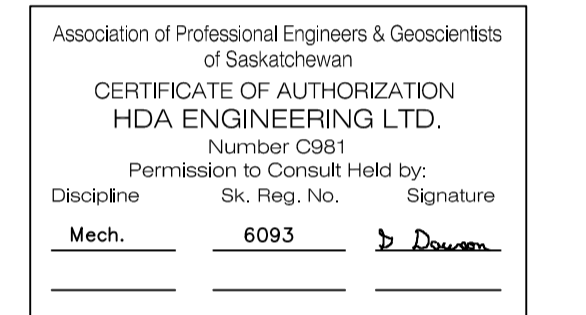 Association of Professional Engineers & Geoscientists
of Saskatchewan
CERTIFICATE OF AUTHORIZATION
HDA ENGINEERING LTD.
Number C981
Permission to Consult Held by:
Discipline Sk. Reg. No. Signature
Mech. 6093 D Dawson